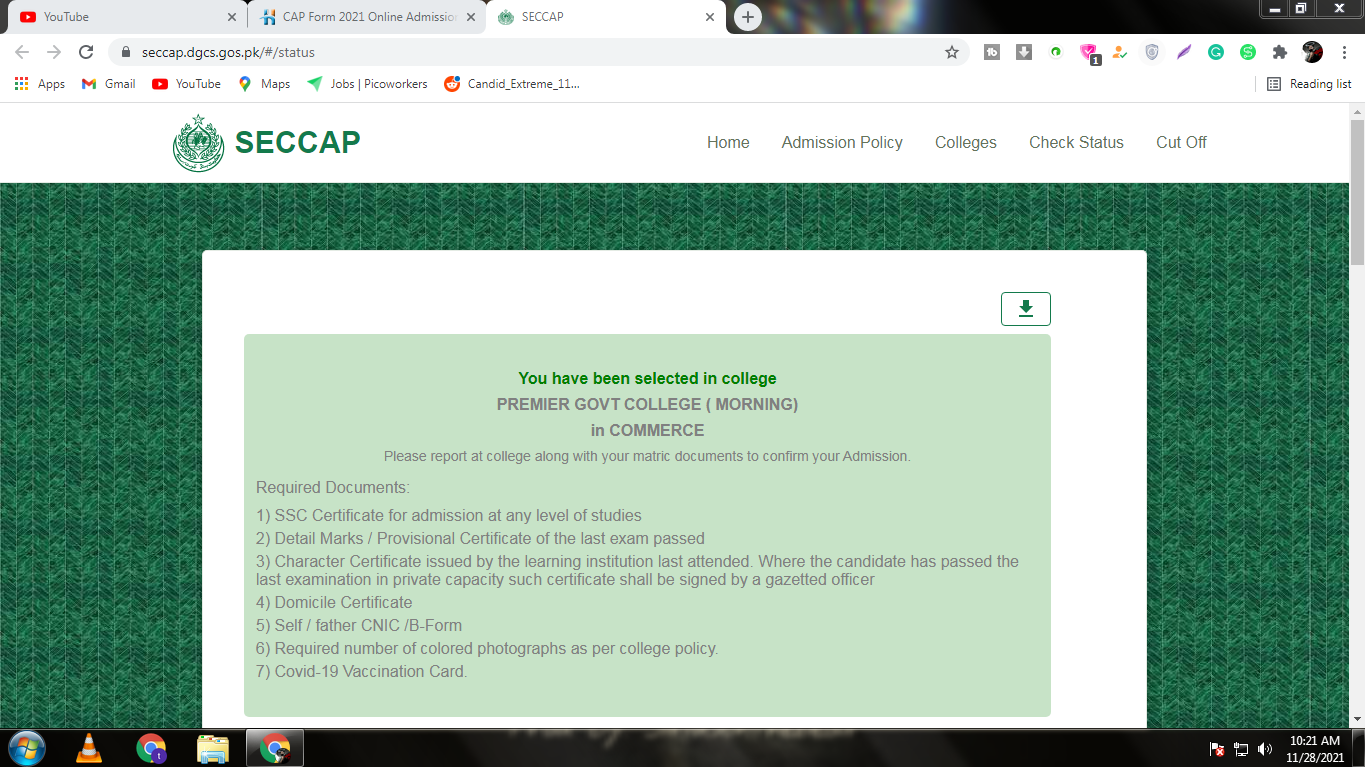 YouTube
CAP Form 2021 Online Admissio
SECCAP
seccap.dgcs.gos.pk/#/status
1
Apps
Gmail
YouTube
Maps
Jobs | Picoworkers
Candid_Extreme_11...
Reading list
SECCAP
Home
Admission Policy
Colleges
Check Status
Cut Off
You have been selected in college
PREMIER GOVT COLLEGE ( MORNING)
in COMMERCE
Please report at college along with your matric documents to confirm your Admission.
Required Documents:
1) SSC Certificate for admission at any level of studies
2) Detail Marks / Provisional Certificate of the last exam passed
3) Character Certificate issued by the learning institution last attended. Where the candidate has passed the
last examination in private capacity such certificate shall be signed by a gazetted officer
4) Domicile Certificate
5) Self / father CNIC /B-Form
6) Required number of colored photographs as per college policy.
7) Covid-19 Vaccination Card.
t
10:21 AM
11/28/2021